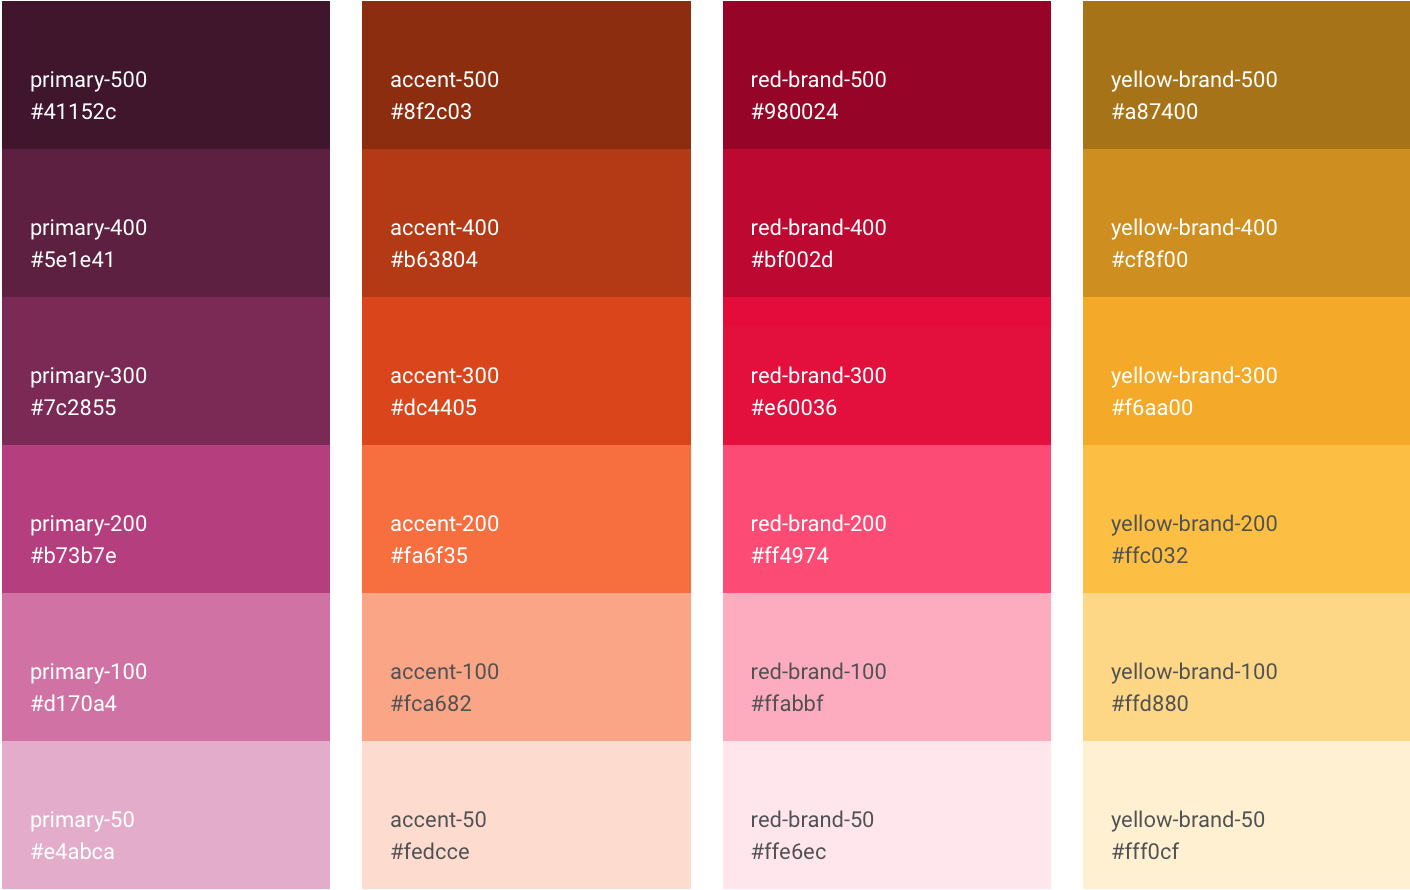 primary-500
#41152c
primary-400
#5e1e41
primary-300
#7c2855
primary-200
#b73b7e
primary-100
#d170a4
primary-50
#e4abca
accent-500
#8f2c03
accent-400
#b63804
accent-300
#dc4405
accent-200
#fa6f35
accent-100
#fca682
accent-50
#fedcce
red-brand-500
#980024
red-brand-400
#bf002d
red-brand-300
#e60036
red-brand-200
#ff4974
red-brand-100
#ffabbf
red-brand-50
#ffe6ec
yellow-brand-500
#a87400
yellow-brand-400
#cf8f00
yellow-brand-300
#f6aa00
yellow-brand-200
#ffc032
yellow-brand-100
#ffd880
yellow-brand-50
#fff0cf